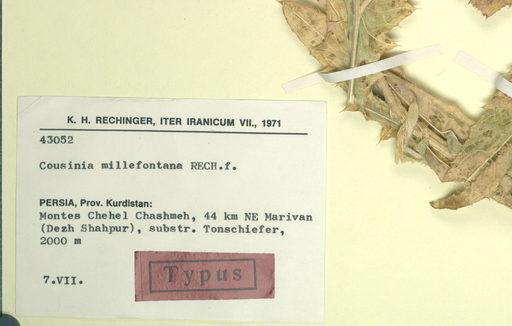 K. H. RECHINGER, ITER IRANICUM VII., 1971
43052
Cousinia millefontana RECH.f.
PERSIA, Prov. Kurdistan:
Montes Chehel Chashmeh, 44 km NE Marivan
(Dezh Shahpur), substr. Tonschiefer,
2000 m
7.VII.
Typus